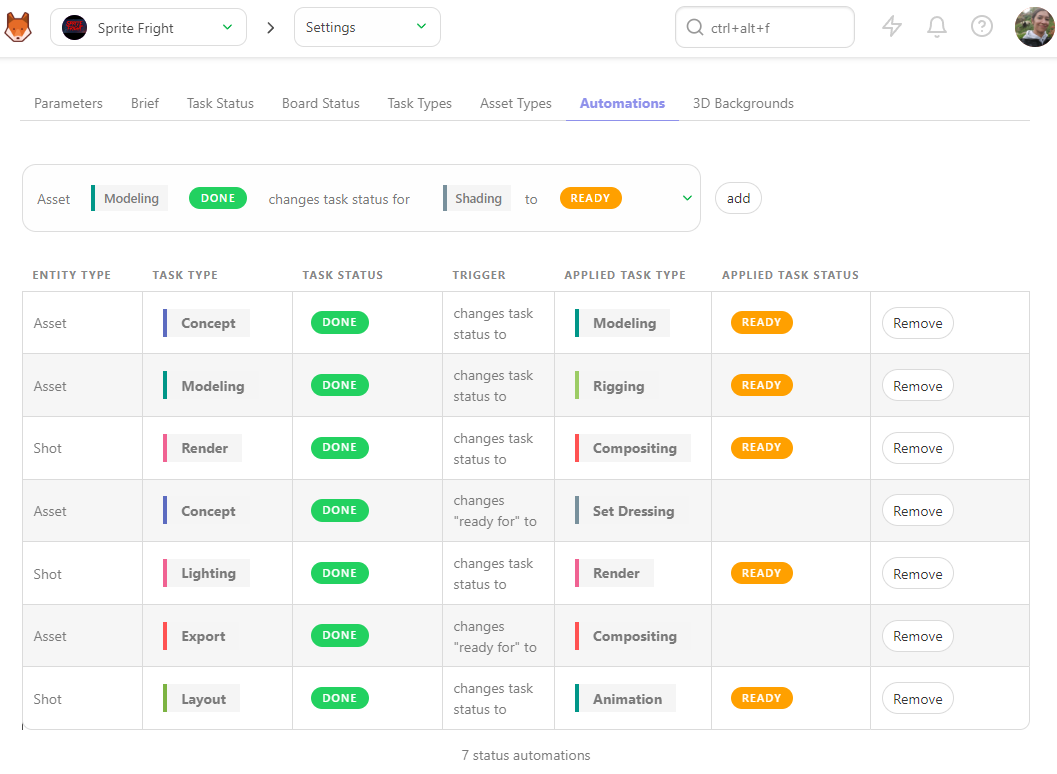 Sprite Fright
Settings
ctrl+alt+f
Parameters Brief Task Status Board Status Task Types Asset Types Automations 3D Backgrounds
Asset Modeling DONE changes task status for Shading to READY add
ENTITY TYPE TASK TYPE TASK STATUS TRIGGER APPLIED TASK TYPE APPLIED TASK STATUS
Asset Concept DONE changes task status to Modeling READY Remove
Asset Modeling DONE changes task status to Rigging READY Remove
Shot Render DONE changes task status to Compositing READY Remove
Asset Concept DONE changes "ready for" to Set Dressing Remove
Shot Lighting DONE changes task status to Render READY Remove
Asset Export DONE changes "ready for" to Compositing Remove
Shot Layout DONE changes task status to Animation READY Remove
7 status automations